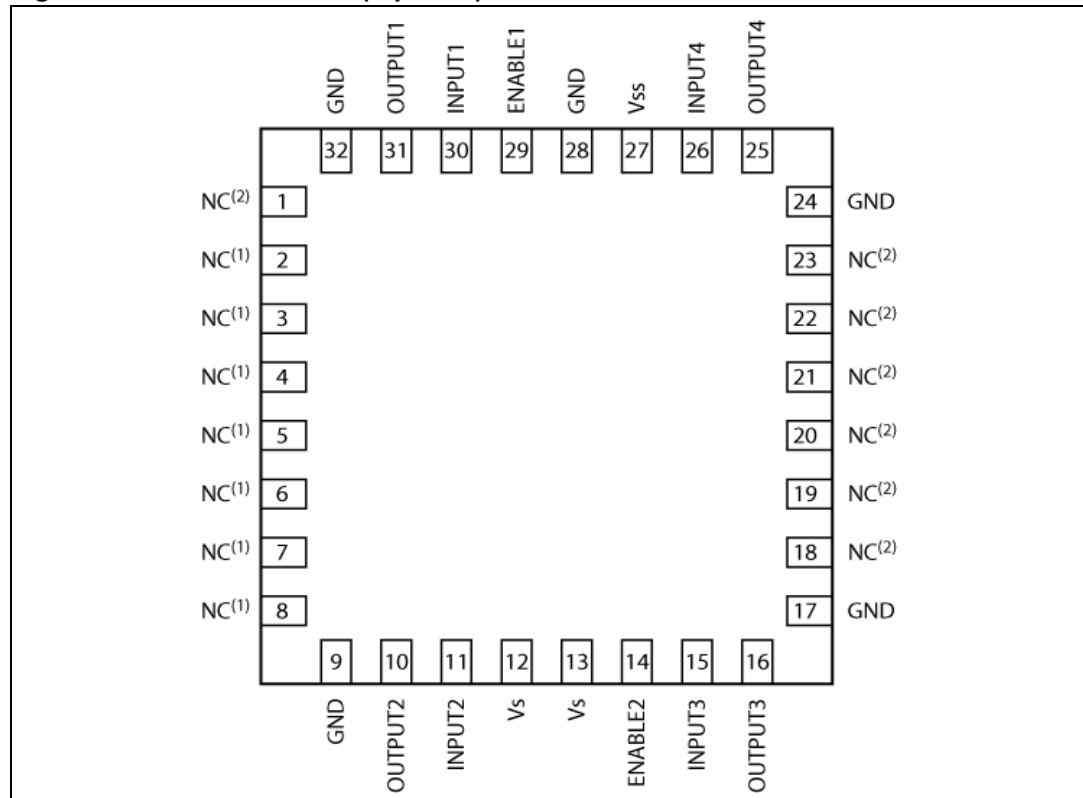 GND OUTPUT1 INPUT1 ENABLE1 GND Vss INPUT4 OUTPUT4
32 31 30 29 28 27 26 25
NC(2) 1 24 GND
NC(1) 2 23 NC(2)
NC(1) 3 22 NC(2)
NC(1) 4 21 NC(2)
NC(1) 5 20 NC(2)
NC(1) 6 19 NC(2)
NC(1) 7 18 NC(2)
NC(1) 8 17 GND
9 10 11 12 13 14 15 16
GND OUTPUT2 INPUT2 Vs Vs ENABLE2 INPUT3 OUTPUT3